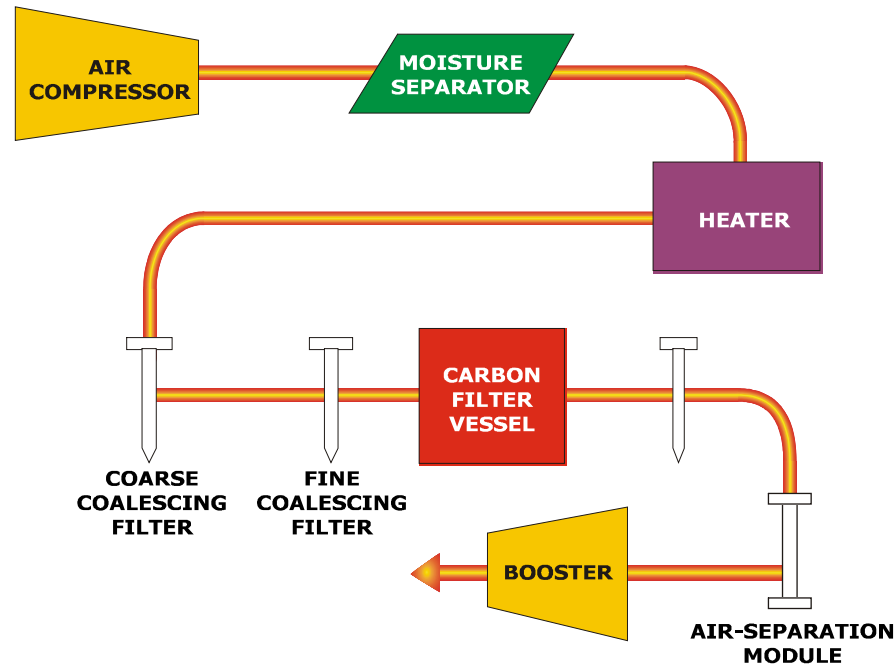 AIR
COMPRESSOR
MOISTURE
SEPARATOR
HEATER
CARBON
FILTER
VESSEL
COARSE
COALESCING
FILTER
FINE
COALESCING
FILTER
BOOSTER
AIR-SEPARATION
MODULE